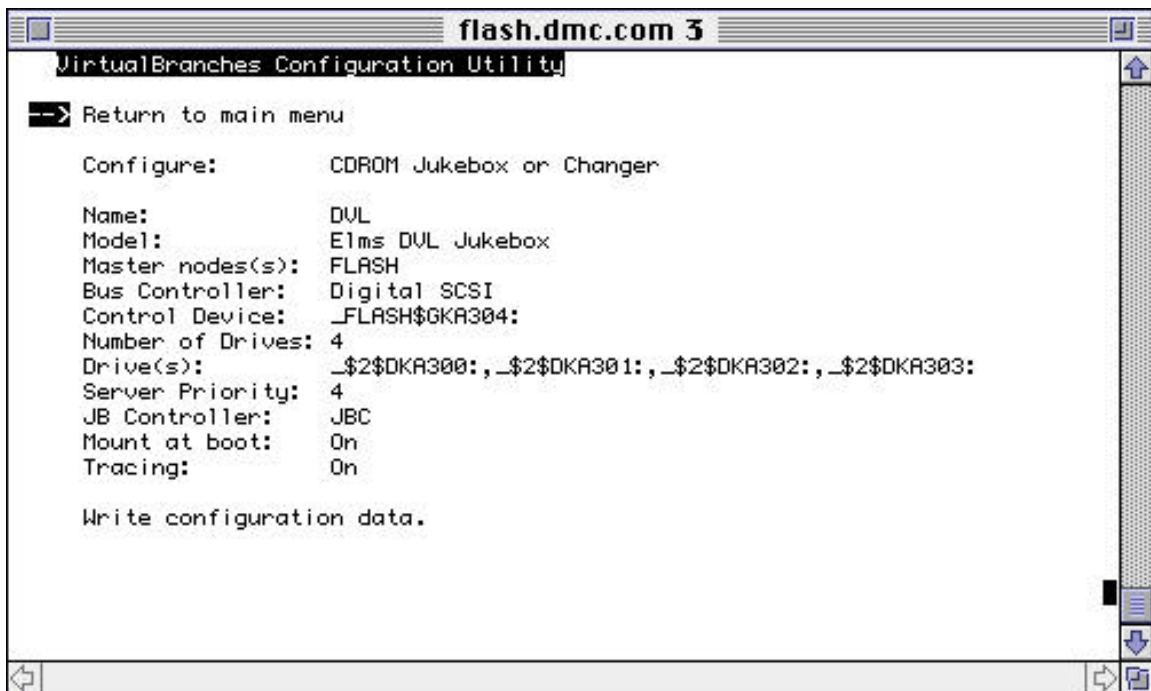 flash.dmc.com 3
VirtualBranches Configuration Utility
--> Return to main menu
Configure: CDROM Jukebox or Changer
Name: DVL
Model: Elms DVL Jukebox
Master nodes(s): FLASH
Bus Controller: Digital SCSI
Control Device: _FLASH$GKA304:
Number of Drives: 4
Drive(s): _$2$DKA300:,_$2$DKA301:,_$2$DKA302:,_$2$DKA303:
Server Priority: 4
JB Controller: JBC
Mount at boot: On
Tracing: On
Write configuration data.